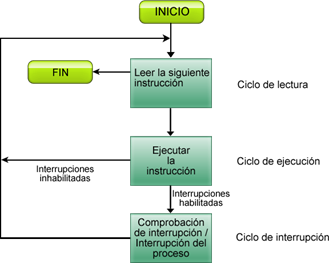 INICIO
FIN
Leer la siguiente
instrucción
Ciclo de lectura
Ejecutar
la
instrucción
Ciclo de ejecución
Interrupciones
inhabilitadas
Interrupciones
habilitadas
Comprobación
de interrupción /
Interrupción del
proceso
Ciclo de interrupción